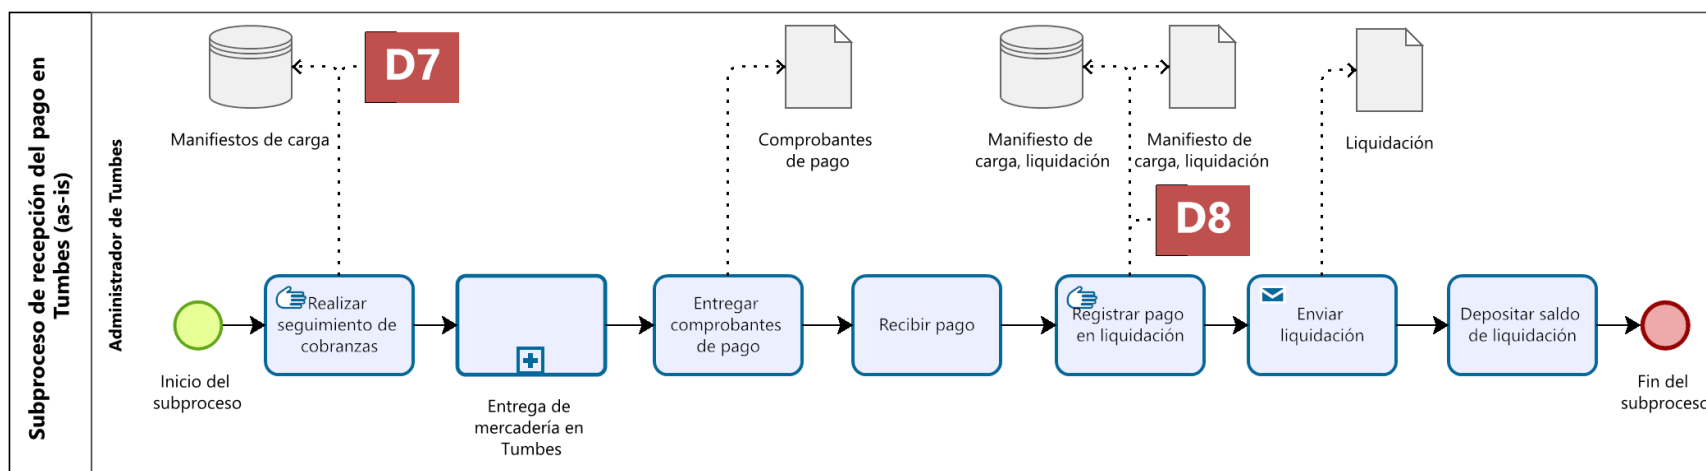 Subproceso de recepción del pago en
Tumbes (as-is)
Administrador de Tumbes
D7
Manifiestos de carga
Comprobantes
de pago
Manifiesto de
carga, liquidación
Manifiesto de
carga, liquidación
Liquidación
D8
Inicio del
subproceso
Realizar
seguimiento de
cobranzas
Entrega de
mercadería en
Tumbes
Entregar
comprobantes
de pago
Recibir pago
Registrar pago
en liquidación
Enviar
liquidación
Depositar saldo
de liquidación
Fin del
subproceso